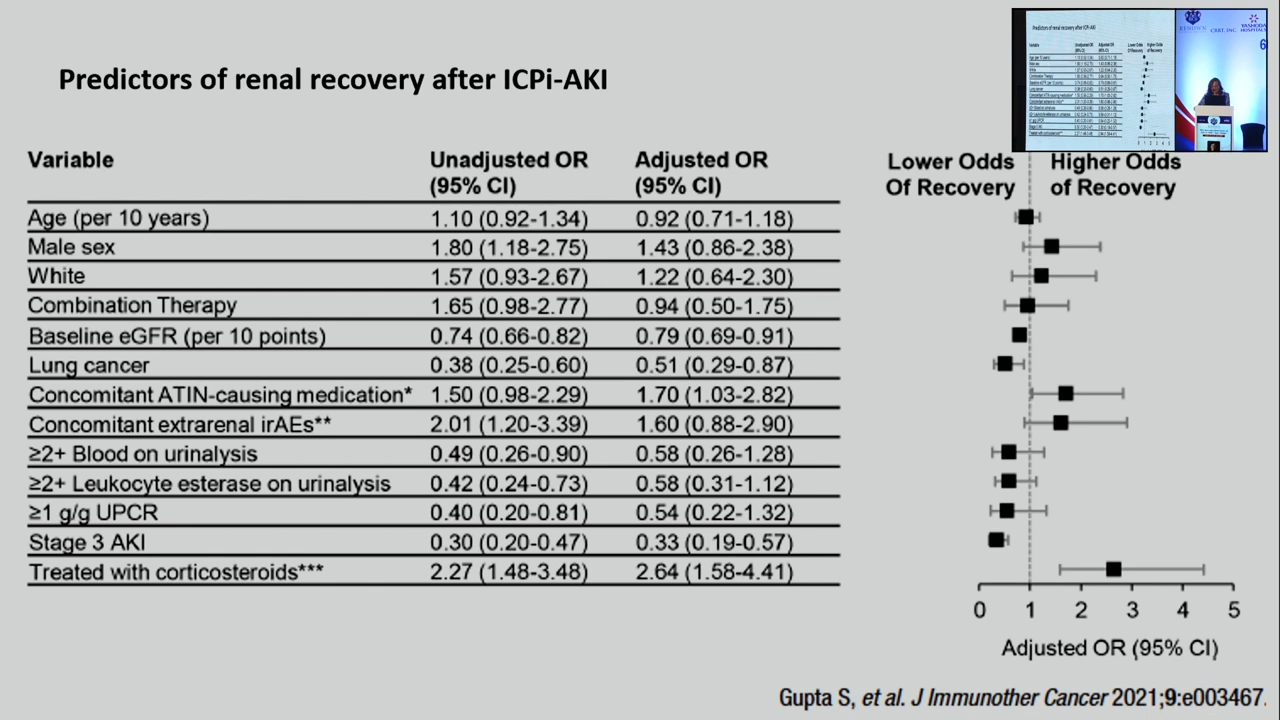 Predictors of renal recovery after ICPi-AKI
YASHODA
HOSPITALS
Variable Unadjusted OR (95% CI) Adjusted OR (95% CI)
Lower Odds Of Recovery Higher Odds of Recovery
Age (per 10 years) 1.10 (0.92-1.34) 0.92 (0.71-1.18)
Male sex 1.80 (1.18-2.75) 1.43 (0.86-2.38)
White 1.57 (0.93-2.67) 1.22 (0.64-2.30)
Combination Therapy 1.65 (0.98-2.77) 0.94 (0.50-1.75)
Baseline eGFR (per 10 points) 0.74 (0.66-0.82) 0.79 (0.69-0.91)
Lung cancer 0.38 (0.25-0.60) 0.51 (0.29-0.87)
Concomitant ATIN-causing medication* 1.50 (0.98-2.29) 1.70 (1.03-2.82)
Concomitant extrarenal irAEs** 2.01 (1.20-3.39) 1.60 (0.88-2.90)
≥2+ Blood on urinalysis 0.49 (0.26-0.90) 0.58 (0.26-1.28)
≥2+ Leukocyte esterase on urinalysis 0.42 (0.24-0.73) 0.58 (0.31-1.12)
≥1 g/g UPCR 0.40 (0.20-0.81) 0.54 (0.22-1.32)
Stage 3 AKI 0.30 (0.20-0.47) 0.33 (0.19-0.57)
Treated with corticosteroids*** 2.27 (1.48-3.48) 2.64 (1.58-4.41)
0 1 2 3 4 5
Adjusted OR (95% CI)
Gupta S, et al. J Immunother Cancer 2021;9:e003467.